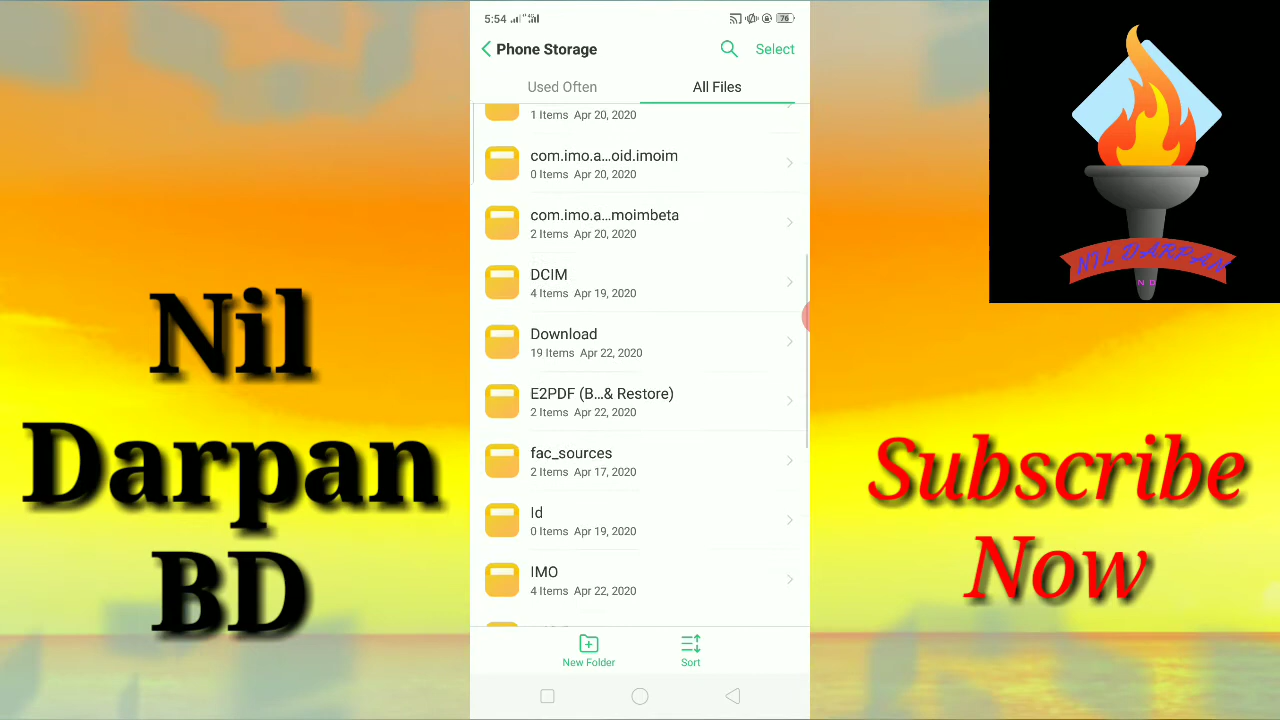 Nil
Darpan
BD
5:54
76
Phone Storage
Select
Used Often
All Files
1 Items Apr 20, 2020
com.imo.a...oid.imoim
0 Items Apr 20, 2020
com.imo.a...moimbeta
2 Items Apr 20, 2020
DCIM
4 Items Apr 19, 2020
Download
19 Items Apr 22, 2020
E2PDF (B...& Restore)
2 Items Apr 22, 2020
fac_sources
2 Items Apr 17, 2020
Id
0 Items Apr 19, 2020
IMO
4 Items Apr 22, 2020
New Folder
Sort
NIL DARPAN
N D
Subscribe
Now